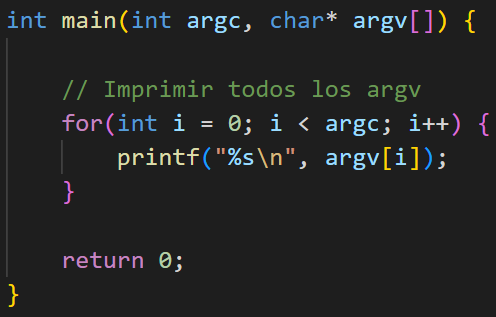 int main(int argc, char* argv[]) {
// Imprimir todos los argv
for(int i = 0; i < argc; i++) {
printf("%s\n", argv[i]);
}
return 0;
}